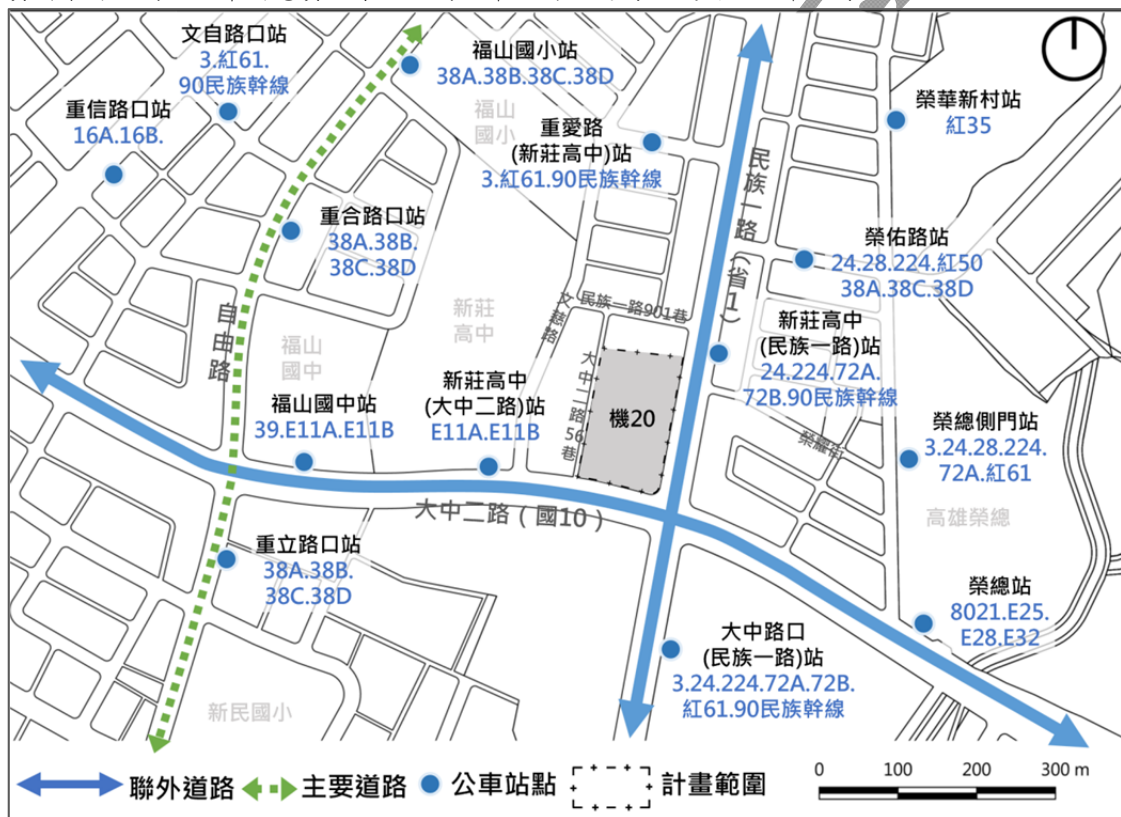 文自路口站
3.紅61.
90民族幹線
重信路口站
16A.16B.
福山國小站
38A.38B.38C.38D
福山
國小
重愛路
(新莊高中)站
3.紅61.90民族幹線
榮華新村站
紅35
重合路口站
38A.38B.
38C.38D
民族一路（省1）
榮佑路站
24.28.224.紅50
38A.38C.38D
自由路
新莊
高中
文慈路
民族一路901巷
福山
國中
大中二路56巷
機20
新莊高中
(民族一路)站
24.224.72A.
72B.90民族幹線
福山國中站
39.E11A.E11B
新莊高中
(大中二路)站
E11A.E11B
榮耀街
榮總側門站
3.24.28.224.
72A.紅61
高雄榮總
大中二路（國10）
重立路口站
38A.38B.
38C.38D
榮總站
8021.E25.
E28.E32
大中路口
(民族一路)站
3.24.224.72A.72B.
紅61.90民族幹線
新民國小
聯外道路
主要道路
公車站點
計畫範圍
0 100 200 300 m